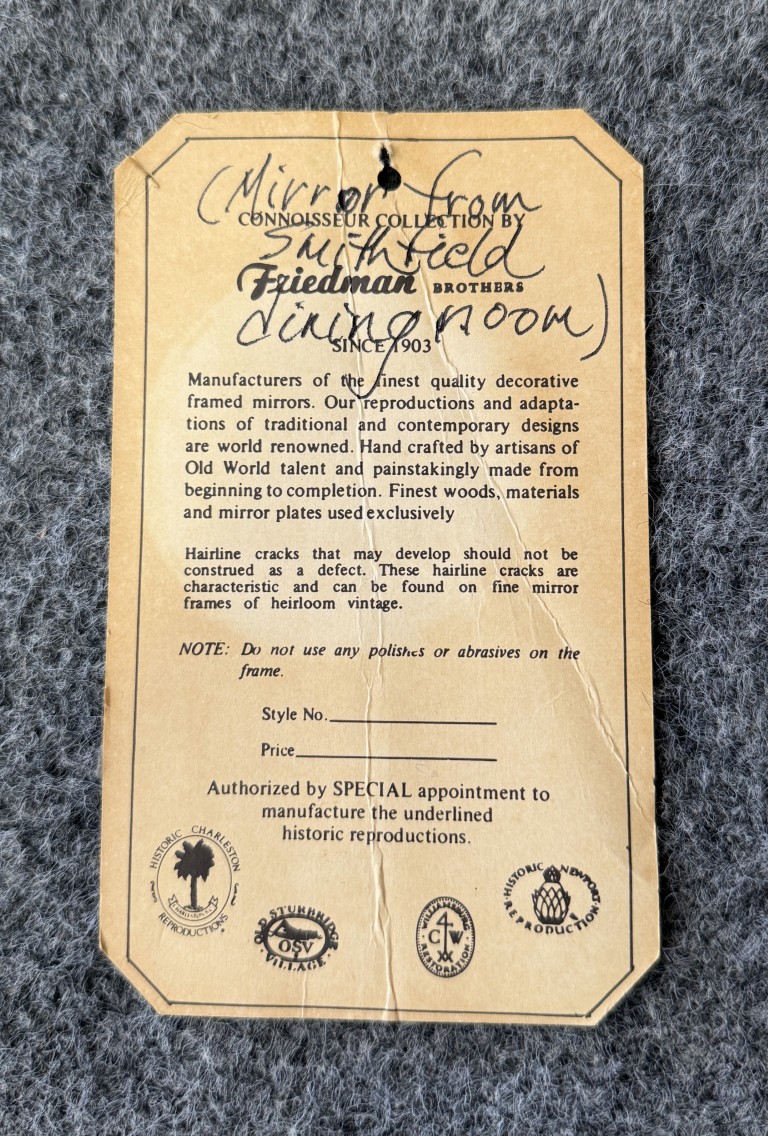 (Mirror from
CONNOISSEUR COLLECTION BY
Smithfield
Friedman BROTHERS
dining room)
SINCE 1903
Manufacturers of the finest quality decorative
framed mirrors. Our reproductions and adapta-
tions of traditional and contemporary designs
are world renowned. Hand crafted by artisans of
Old World talent and painstakingly made from
beginning to completion. Finest woods, materials
and mirror plates used exclusively
Hairline cracks that may develop should not be
construed as a defect. These hairline cracks are
characteristic and can be found on fine mirror
frames of heirloom vintage.
NOTE: Do not use any polishes or abrasives on the
frame.
Style No.
Price
Authorized by SPECIAL appointment to
manufacture the underlined
historic reproductions.
HISTORIC CHARLESTON
REPRODUCTIONS
OLD STURBRIDGE
OSV
VILLAGE
WILLIAMSBURG
C W
RESTORATION
HISTORIC NEWPORT
REPRODUCTION